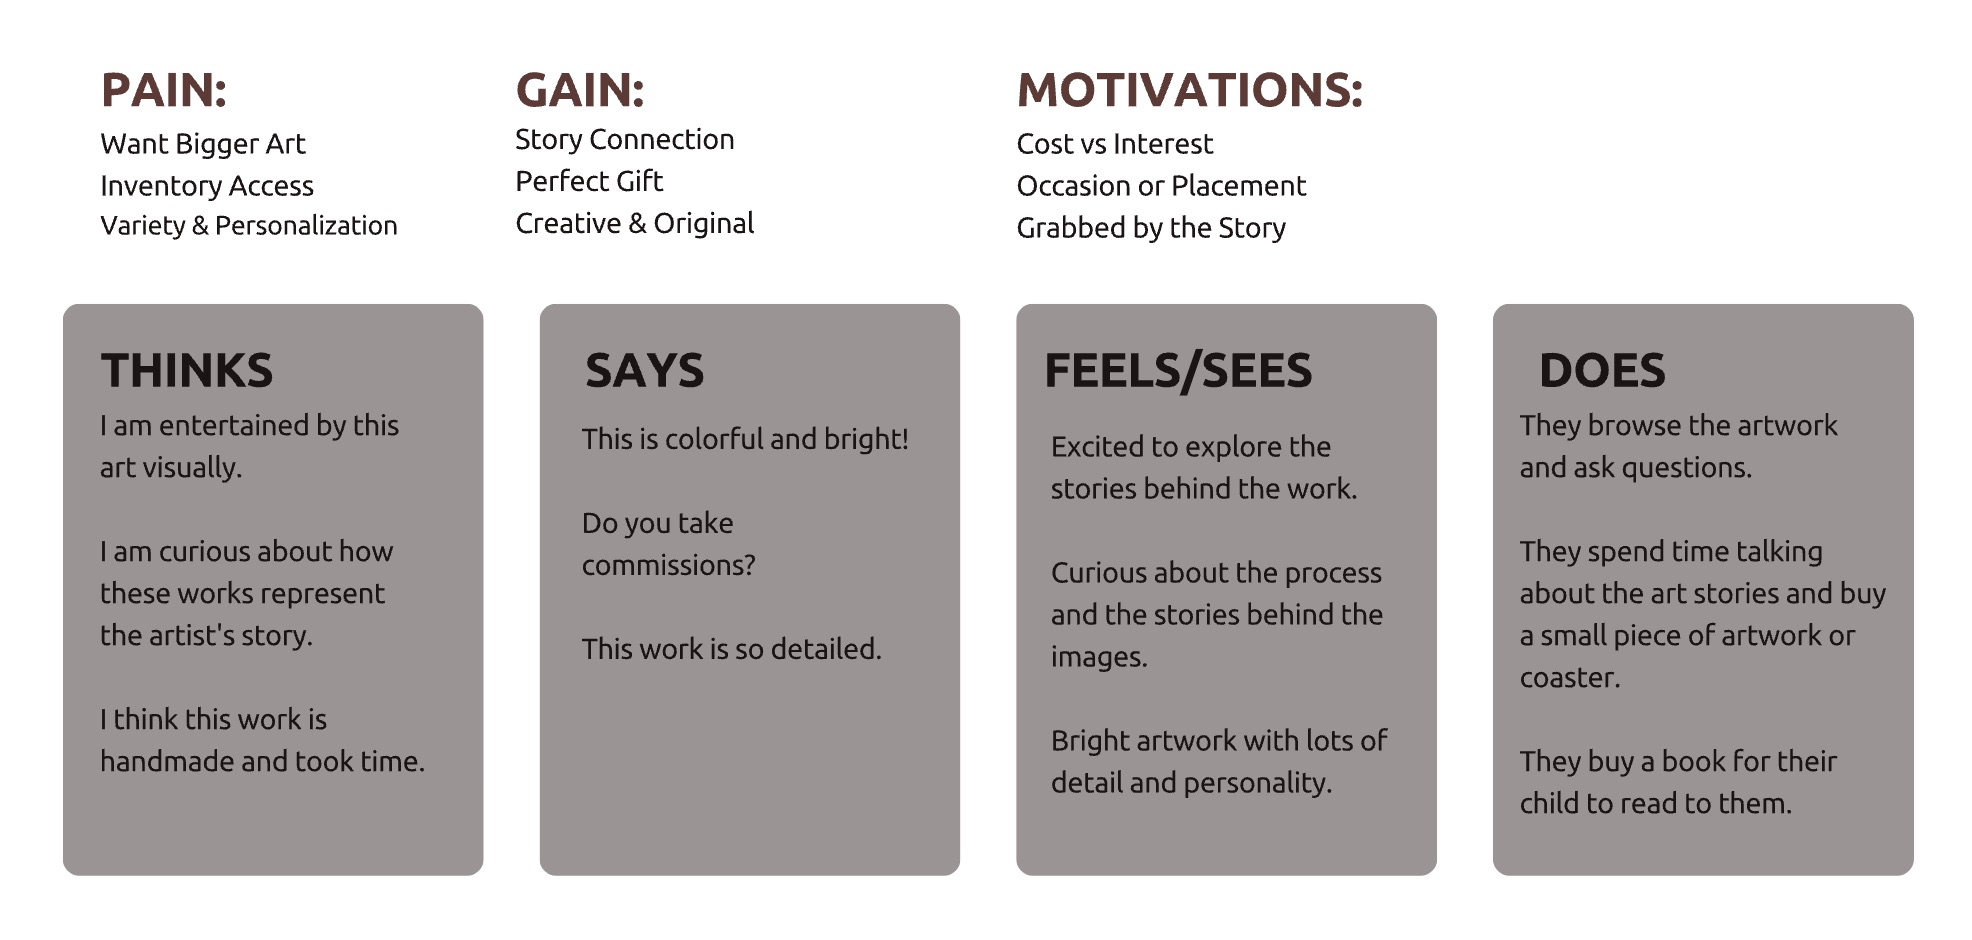 PAIN:
Want Bigger Art
Inventory Access
Variety & Personalization
GAIN:
Story Connection
Perfect Gift
Creative & Original
MOTIVATIONS:
Cost vs Interest
Occasion or Placement
Grabbed by the Story
THINKS
I am entertained by this
art visually.
I am curious about how
these works represent
the artist's story.
I think this work is
handmade and took time.
SAYS
This is colorful and bright!
Do you take
commissions?
This work is so detailed.
FEELS/SEES
Excited to explore the
stories behind the work.
Curious about the process
and the stories behind the
images.
Bright artwork with lots of
detail and personality.
DOES
They browse the artwork
and ask questions.
They spend time talking
about the art stories and buy
a small piece of artwork or
coaster.
They buy a book for their
child to read to them.